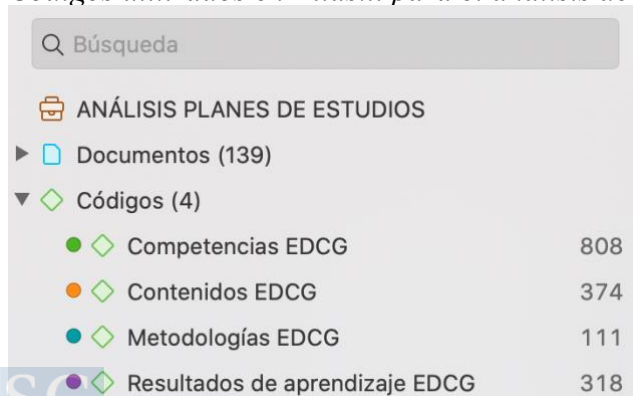 Búsqueda
ANÁLISIS PLANES DE ESTUDIOS
Documentos (139)
Códigos (4)
Competencias EDCG 808
Contenidos EDCG 374
Metodologías EDCG 111
Resultados de aprendizaje EDCG 318